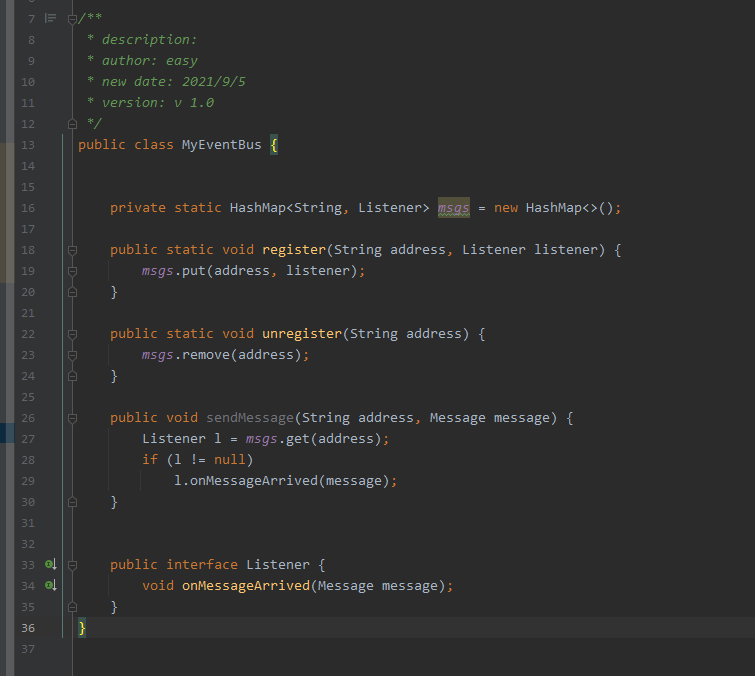 7 /**
8  * description:
9  * author: easy
10  * new date: 2021/9/5
11  * version: v 1.0
12  */
13 public class MyEventBus {
14
15
16     private static HashMap<String, Listener> msgs = new HashMap<>();
17
18     public static void register(String address, Listener listener) {
19         msgs.put(address, listener);
20     }
21
22     public static void unregister(String address) {
23         msgs.remove(address);
24     }
25
26     public void sendMessage(String address, Message message) {
27         Listener l = msgs.get(address);
28         if (l != null)
29             l.onMessageArrived(message);
30     }
31
32
33     public interface Listener {
34         void onMessageArrived(Message message);
35     }
36 }
37